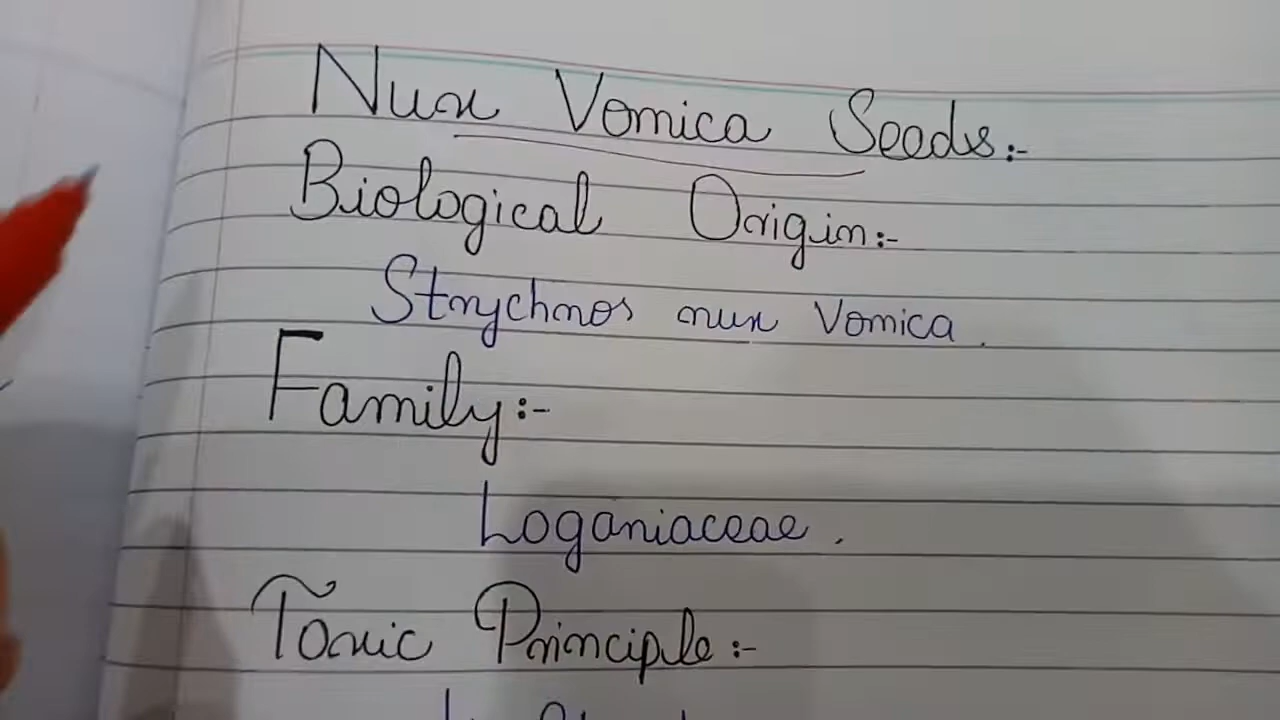 Nux Vomica Seeds:-
Biological Origin:-
Strychnos nux Vomica.
Family:-
Loganiaceae.
Toxic Principle:-